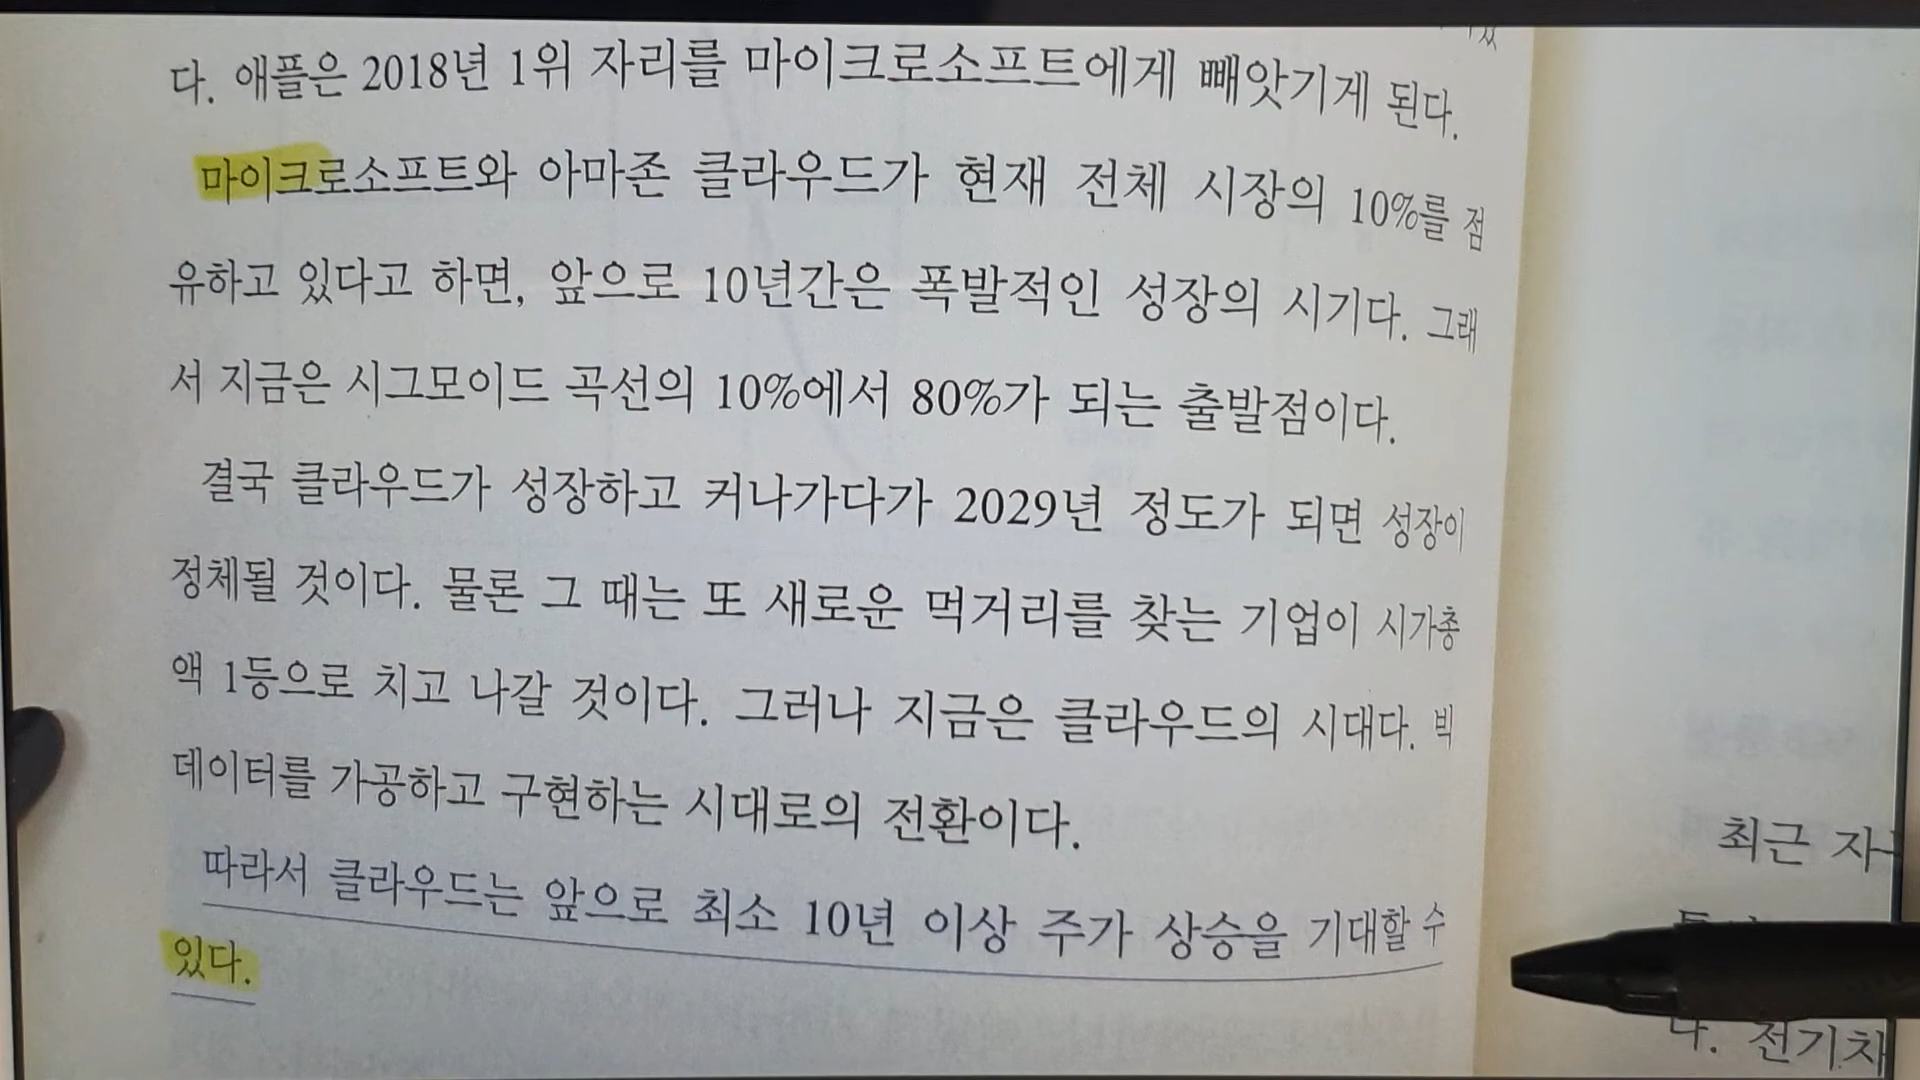 다. 애플은 2018년 1위 자리를 마이크로소프트에게 빼앗기게 된다.
마이크로소프트와 아마존 클라우드가 현재 전체 시장의 10%를 점
유하고 있다고 하면, 앞으로 10년간은 폭발적인 성장의 시기다. 그래
서 지금은 시그모이드 곡선의 10%에서 80%가 되는 출발점이다.
결국 클라우드가 성장하고 커나가다가 2029년 정도가 되면 성장이
정체될 것이다. 물론 그 때는 또 새로운 먹거리를 찾는 기업이 시가총
액 1등으로 치고 나갈 것이다. 그러나 지금은 클라우드의 시대다. 빅
데이터를 가공하고 구현하는 시대로의 전환이다.
따라서 클라우드는 앞으로 최소 10년 이상 주가 상승을 기대할 수
있다.
최근
전기차